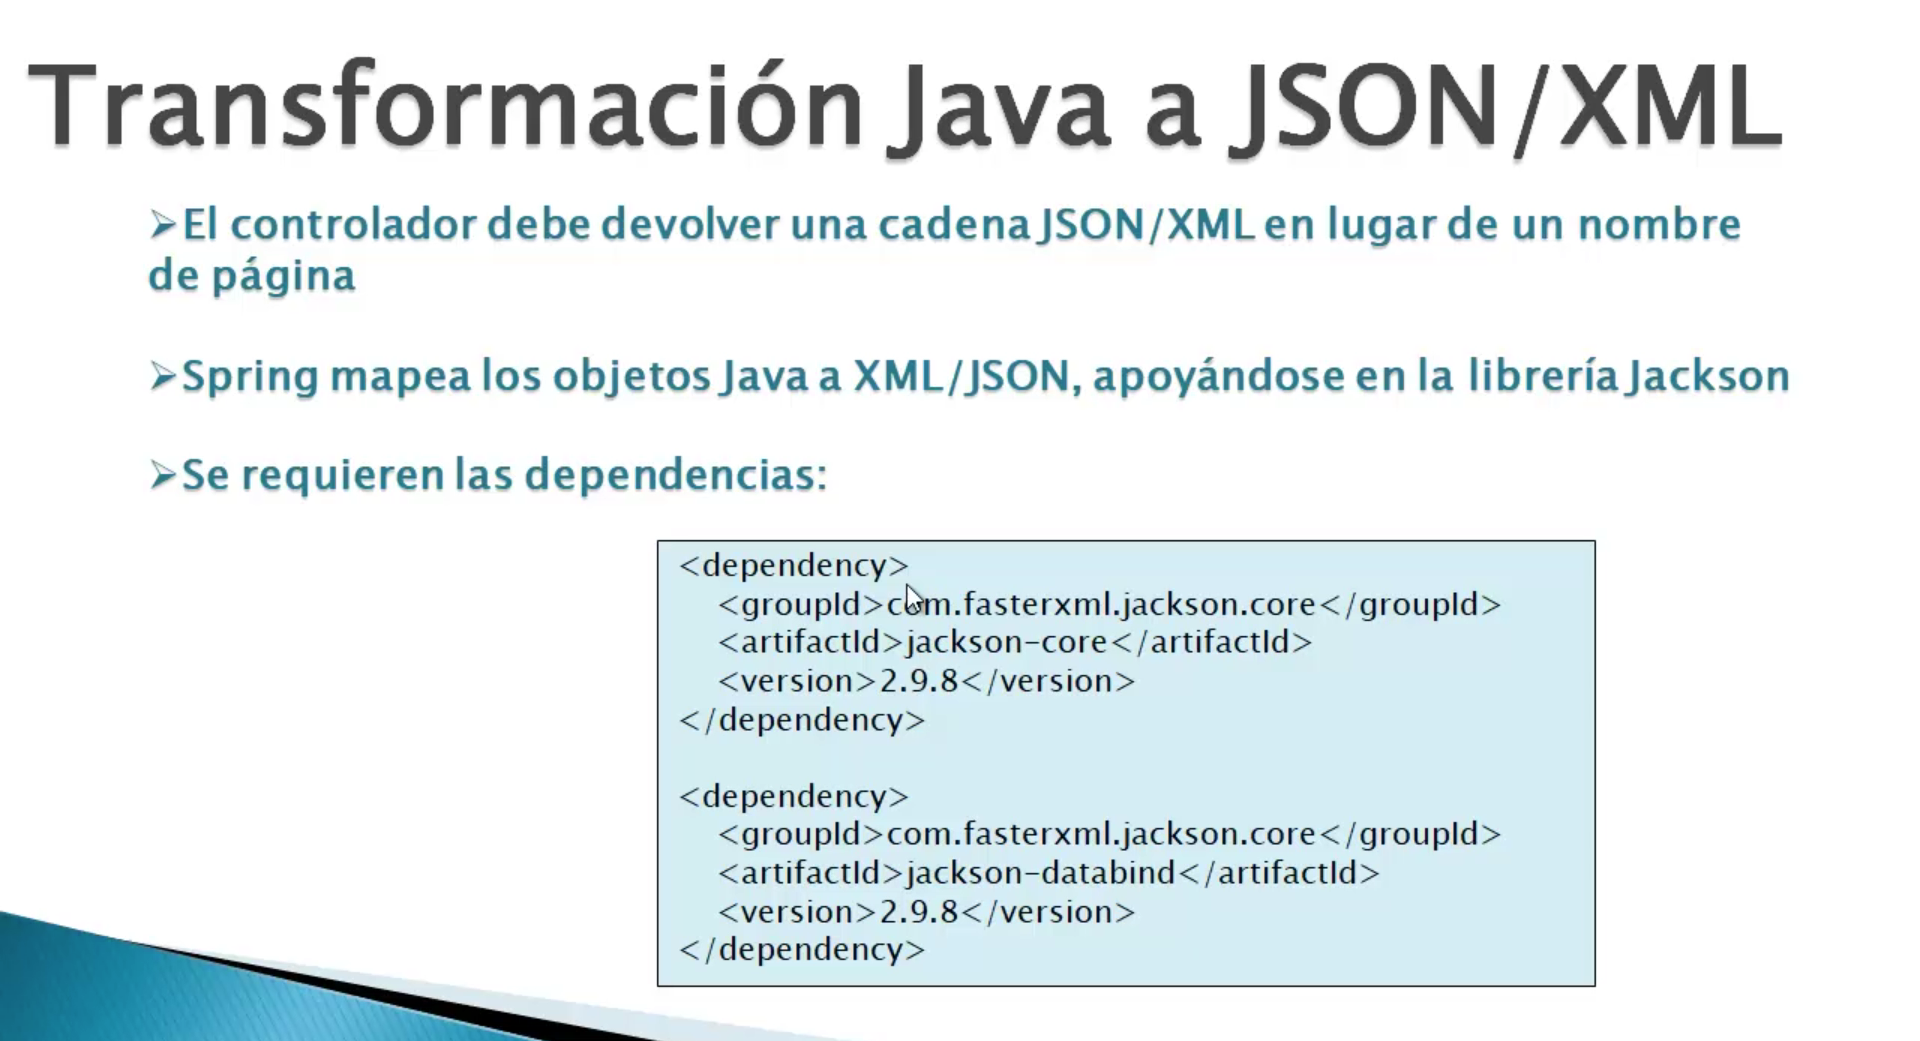 Transformación Java a JSON/XML
➢El controlador debe devolver una cadena JSON/XML en lugar de un nombre
de página
➢Spring mapea los objetos Java a XML/JSON, apoyándose en la librería Jackson
➢Se requieren las dependencias:
<dependency>
<groupId>com.fasterxml.jackson.core</groupId>
<artifactId>jackson-core</artifactId>
<version>2.9.8</version>
</dependency>
<dependency>
<groupId>com.fasterxml.jackson.core</groupId>
<artifactId>jackson-databind</artifactId>
<version>2.9.8</version>
</dependency>